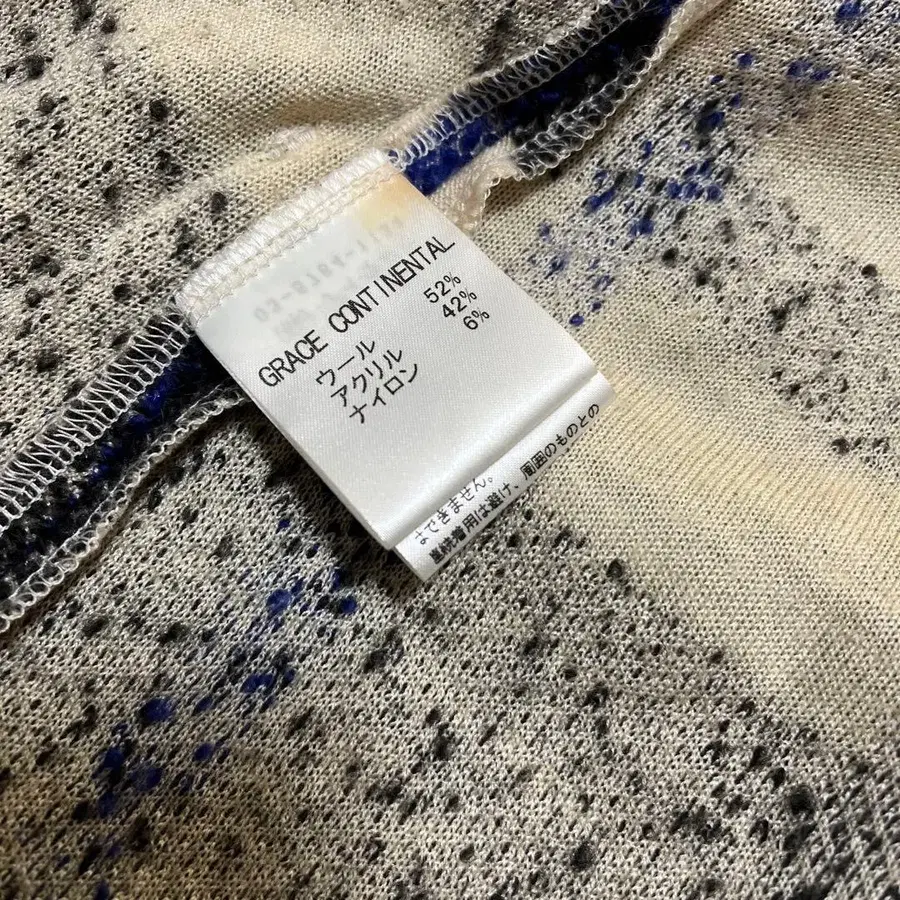 GRACE CONTINENTAL
ウール 52%
アクリル 42%
ナイロン 6%
はできません。
着用は避け、周囲のものとの